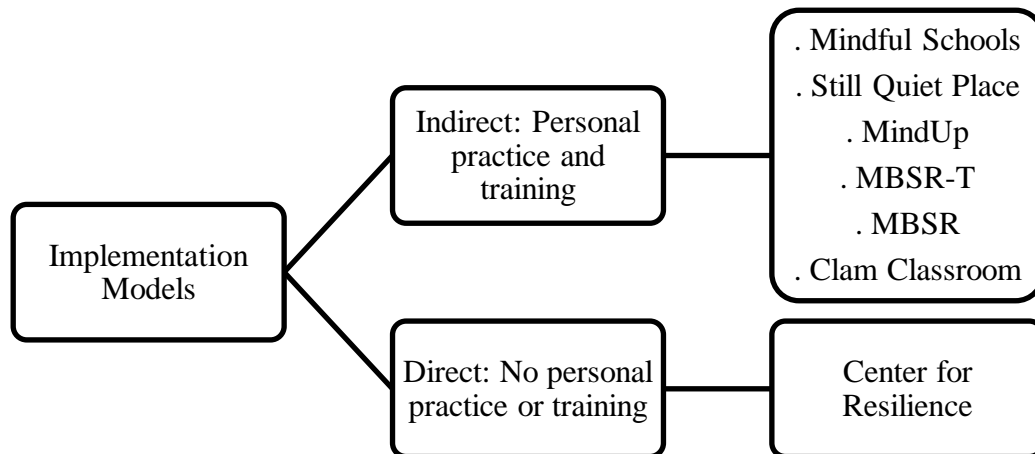 Implementation
Models
Indirect: Personal
practice and
training
. Mindful Schools
. Still Quiet Place
. MindUp
. MBSR-T
. MBSR
. Clam Classroom
Direct: No personal
practice or training
Center for
Resilience